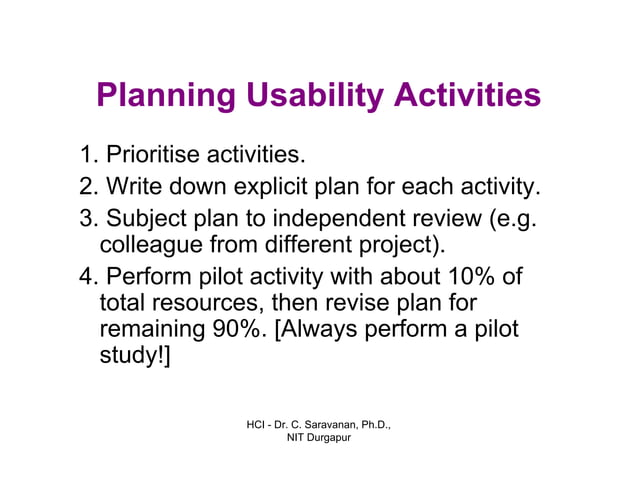 Planning Usability Activities
1. Prioritise activities.
2. Write down explicit plan for each activity.
3. Subject plan to independent review (e.g.
colleague from different project).
4. Perform pilot activity with about 10% of
total resources, then revise plan for
remaining 90%. [Always perform a pilot
study!]
HCI - Dr. C. Saravanan, Ph.D.,
NIT Durgapur